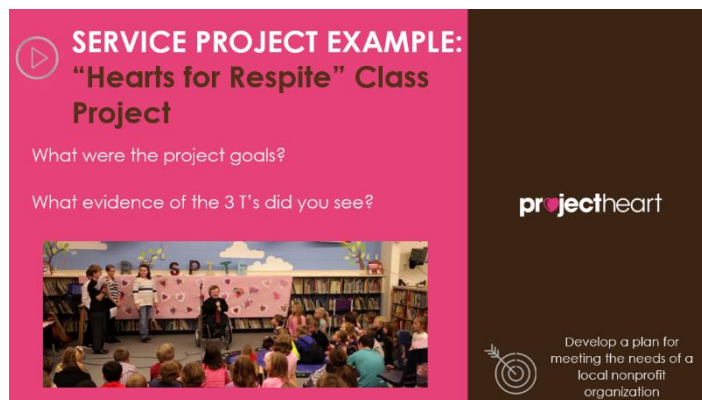 SERVICE PROJECT EXAMPLE:
“Hearts for Respite” Class
Project
What were the project goals?
What evidence of the 3 T’s did you see?
RESPITE
projectheart
Develop a plan for
meeting the needs of a
local nonprofit
organization